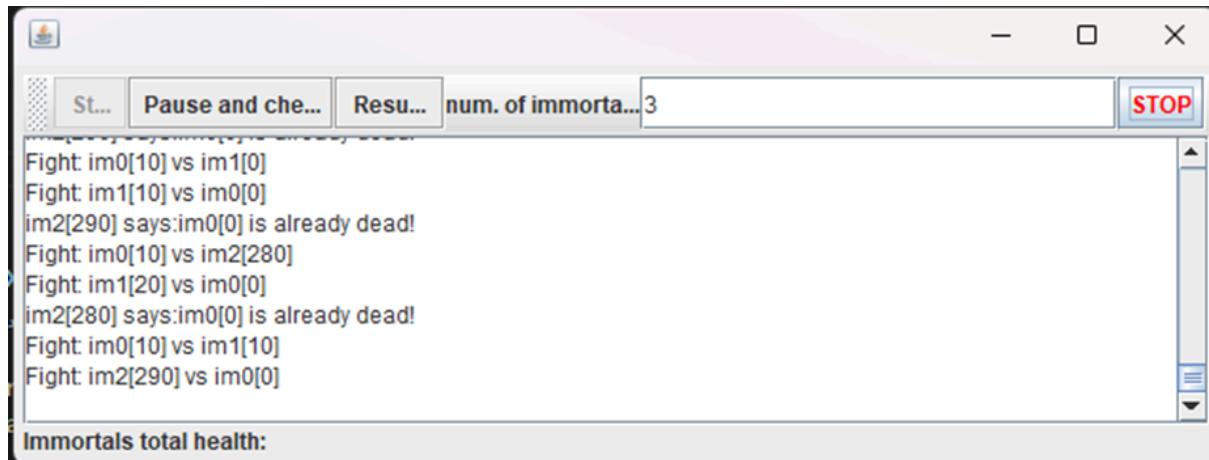 St... Pause and che... Resu... num. of immorta... 3 STOP
Fight: im0[10] vs im1[0]
Fight: im1[10] vs im0[0]
im2[290] says:im0[0] is already dead!
Fight: im0[10] vs im2[280]
Fight: im1[20] vs im0[0]
im2[280] says:im0[0] is already dead!
Fight: im0[10] vs im1[10]
Fight: im2[290] vs im0[0]
Immortals total health: